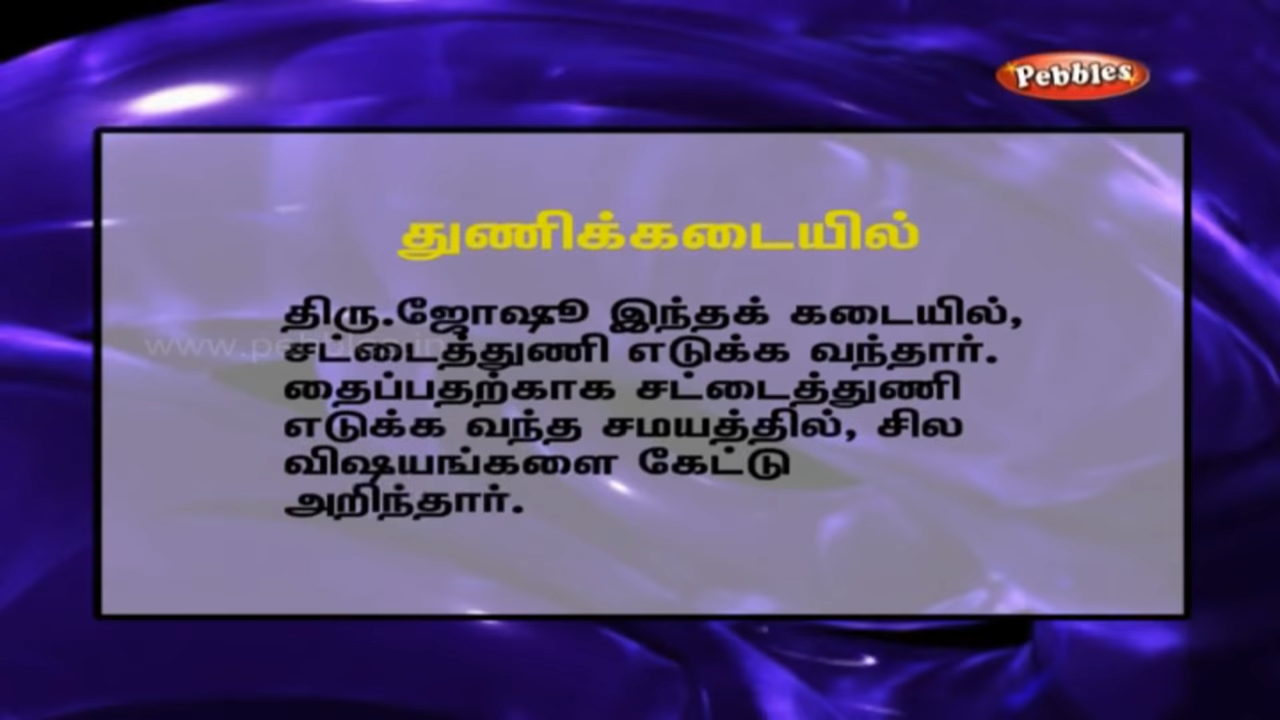 Pebbles
துணிக்கடையில்
திரு.ஜோஷூ இந்தக் கடையில்,
சட்டைத்துணி எடுக்க வந்தார்.
தைப்பதற்காக சட்டைத்துணி
எடுக்க வந்த சமயத்தில், சில
விஷயங்களை கேட்டு
அறிந்தார்.